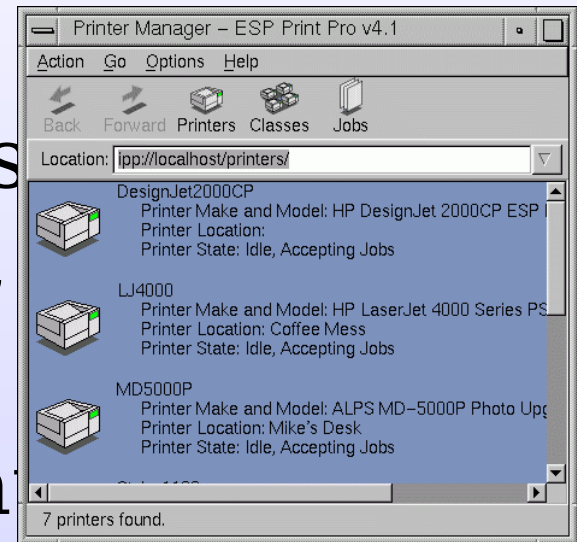 Printer Manager – ESP Print Pro v4.1
Action Go Options Help
Back Forward Printers Classes Jobs
Location: ipp://localhost/printers/
DesignJet2000CP
Printer Make and Model: HP DesignJet 2000CP ESP
Printer Location:
Printer State: Idle, Accepting Jobs
LJ4000
Printer Make and Model: HP LaserJet 4000 Series PS
Printer Location: Coffee Mess
Printer State: Idle, Accepting Jobs
MD5000P
Printer Make and Model: ALPS MD–5000P Photo
Printer Location: Mike's Desk
Printer State: Idle, Accepting Jobs
7 printers found.